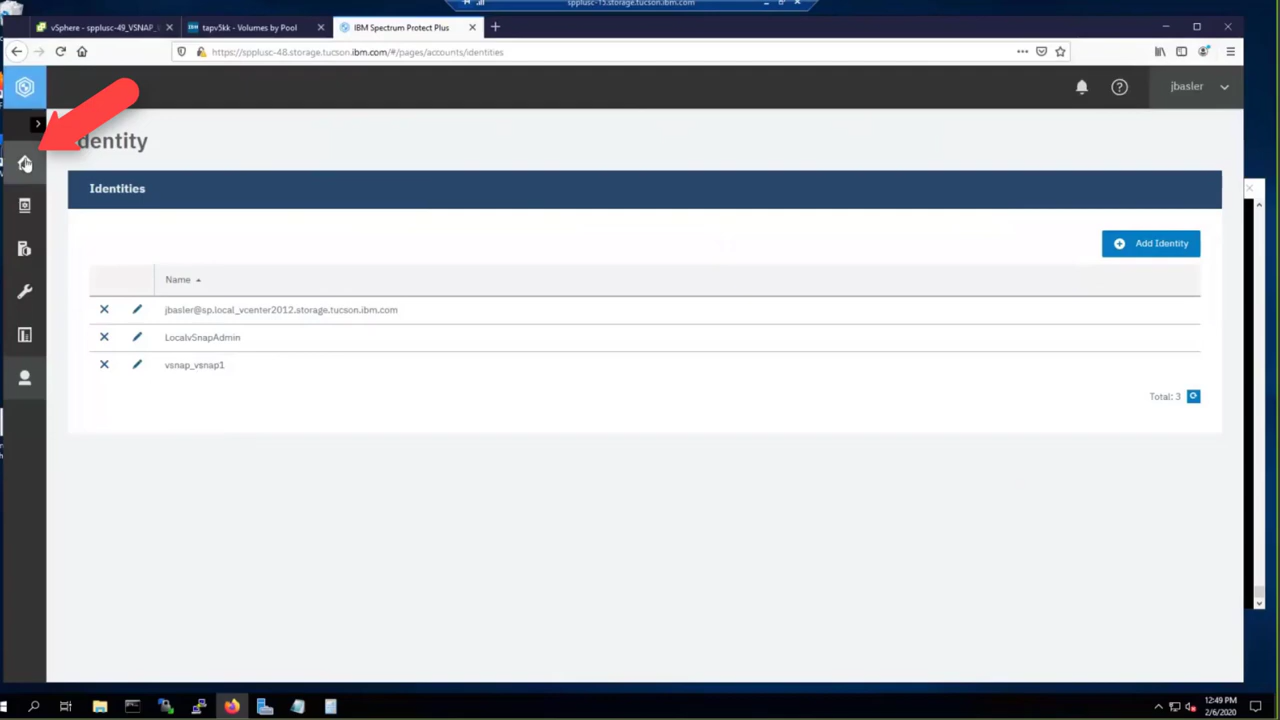 spplusc-15.storage.tucson.ibm.com
vSphere - spplusc-49_VSNAP_
tapv5kk - Volumes by Pool
IBM Spectrum Protect Plus
https://spplusc-48.storage.tucson.ibm.com/#/pages/accounts/identities
jbasler
dentity
Identities
Add Identity
Name
jbasler@sp.local_vcenter2012.storage.tucson.ibm.com
LocalvSnapAdmin
vsnap_vsnap1
Total: 3
12:49 PM
2/6/2020